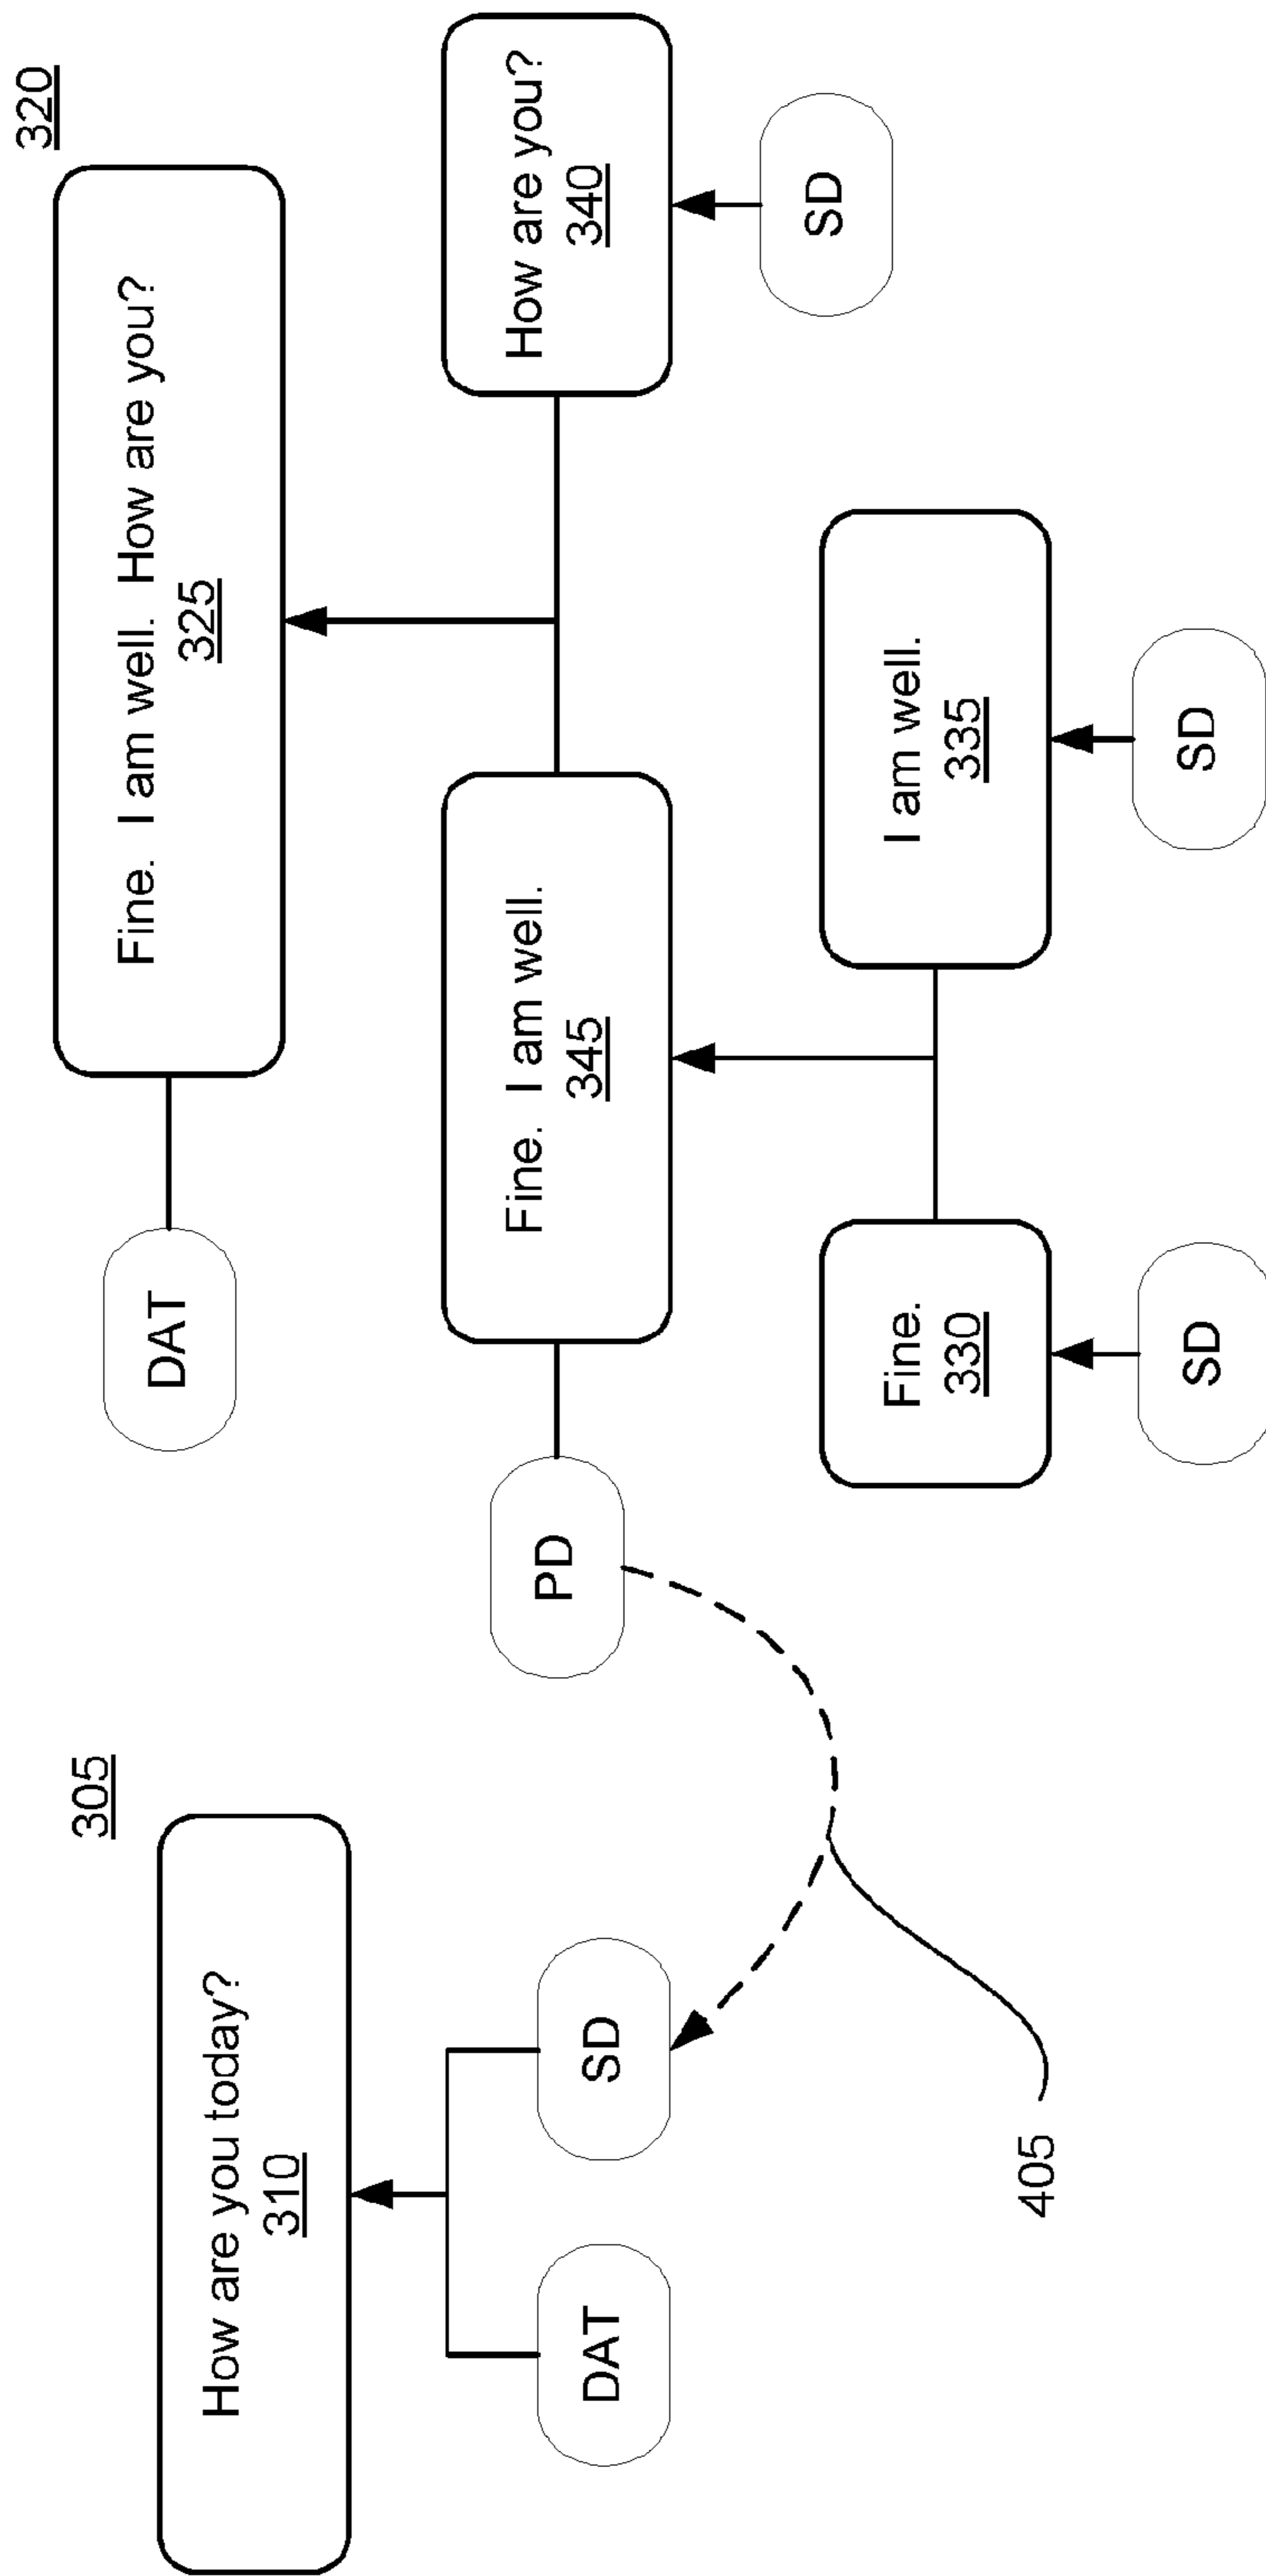 305
How are you today?
310
DAT
SD
405
320
DAT
Fine. I am well. How are you?
325
PD
Fine. I am well.
345
How are you?
340
SD
Fine.
330
SD
I am well.
335
SD